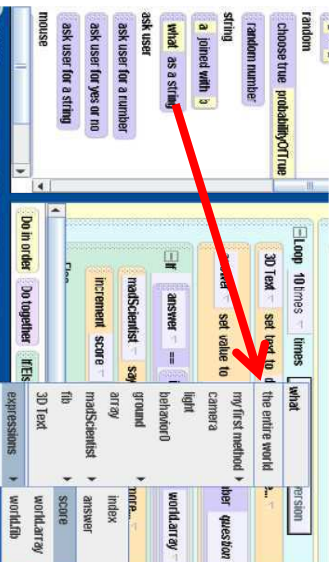 random
choose true probabilityOfTrue
random number
string
a joined with b
what as a string
ask user
ask user for a number
ask user for yes or no
ask user for a string
mouse
Loop 10 times times
3D Text set text to
answer set value to
question
If answer ==
world.array
madScientist say
more...
increment score
Else
Do in order Do together If/Els
what
the entire world
my first method
camera
light
behavior0
ground
array
madScientist
fib
3D Text
expressions
index
answer
score
world.array
world.fib